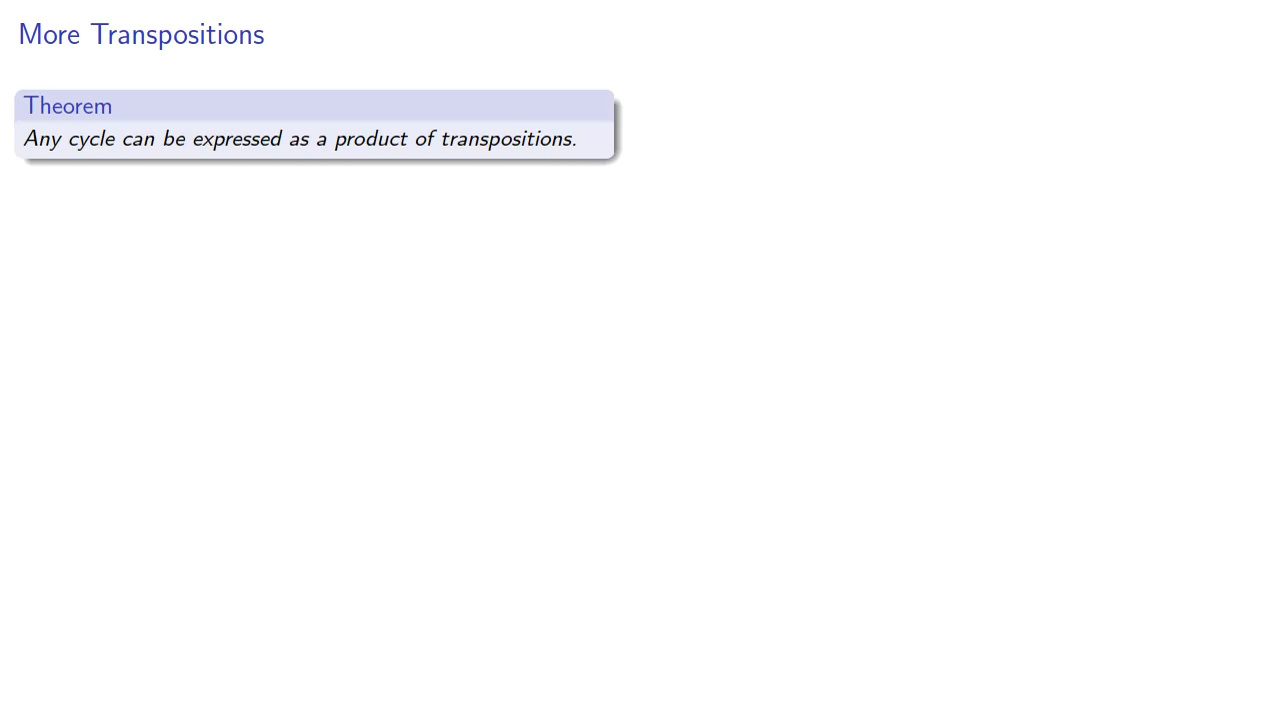 More Transpositions
Theorem
Any cycle can be expressed as a product of transpositions.